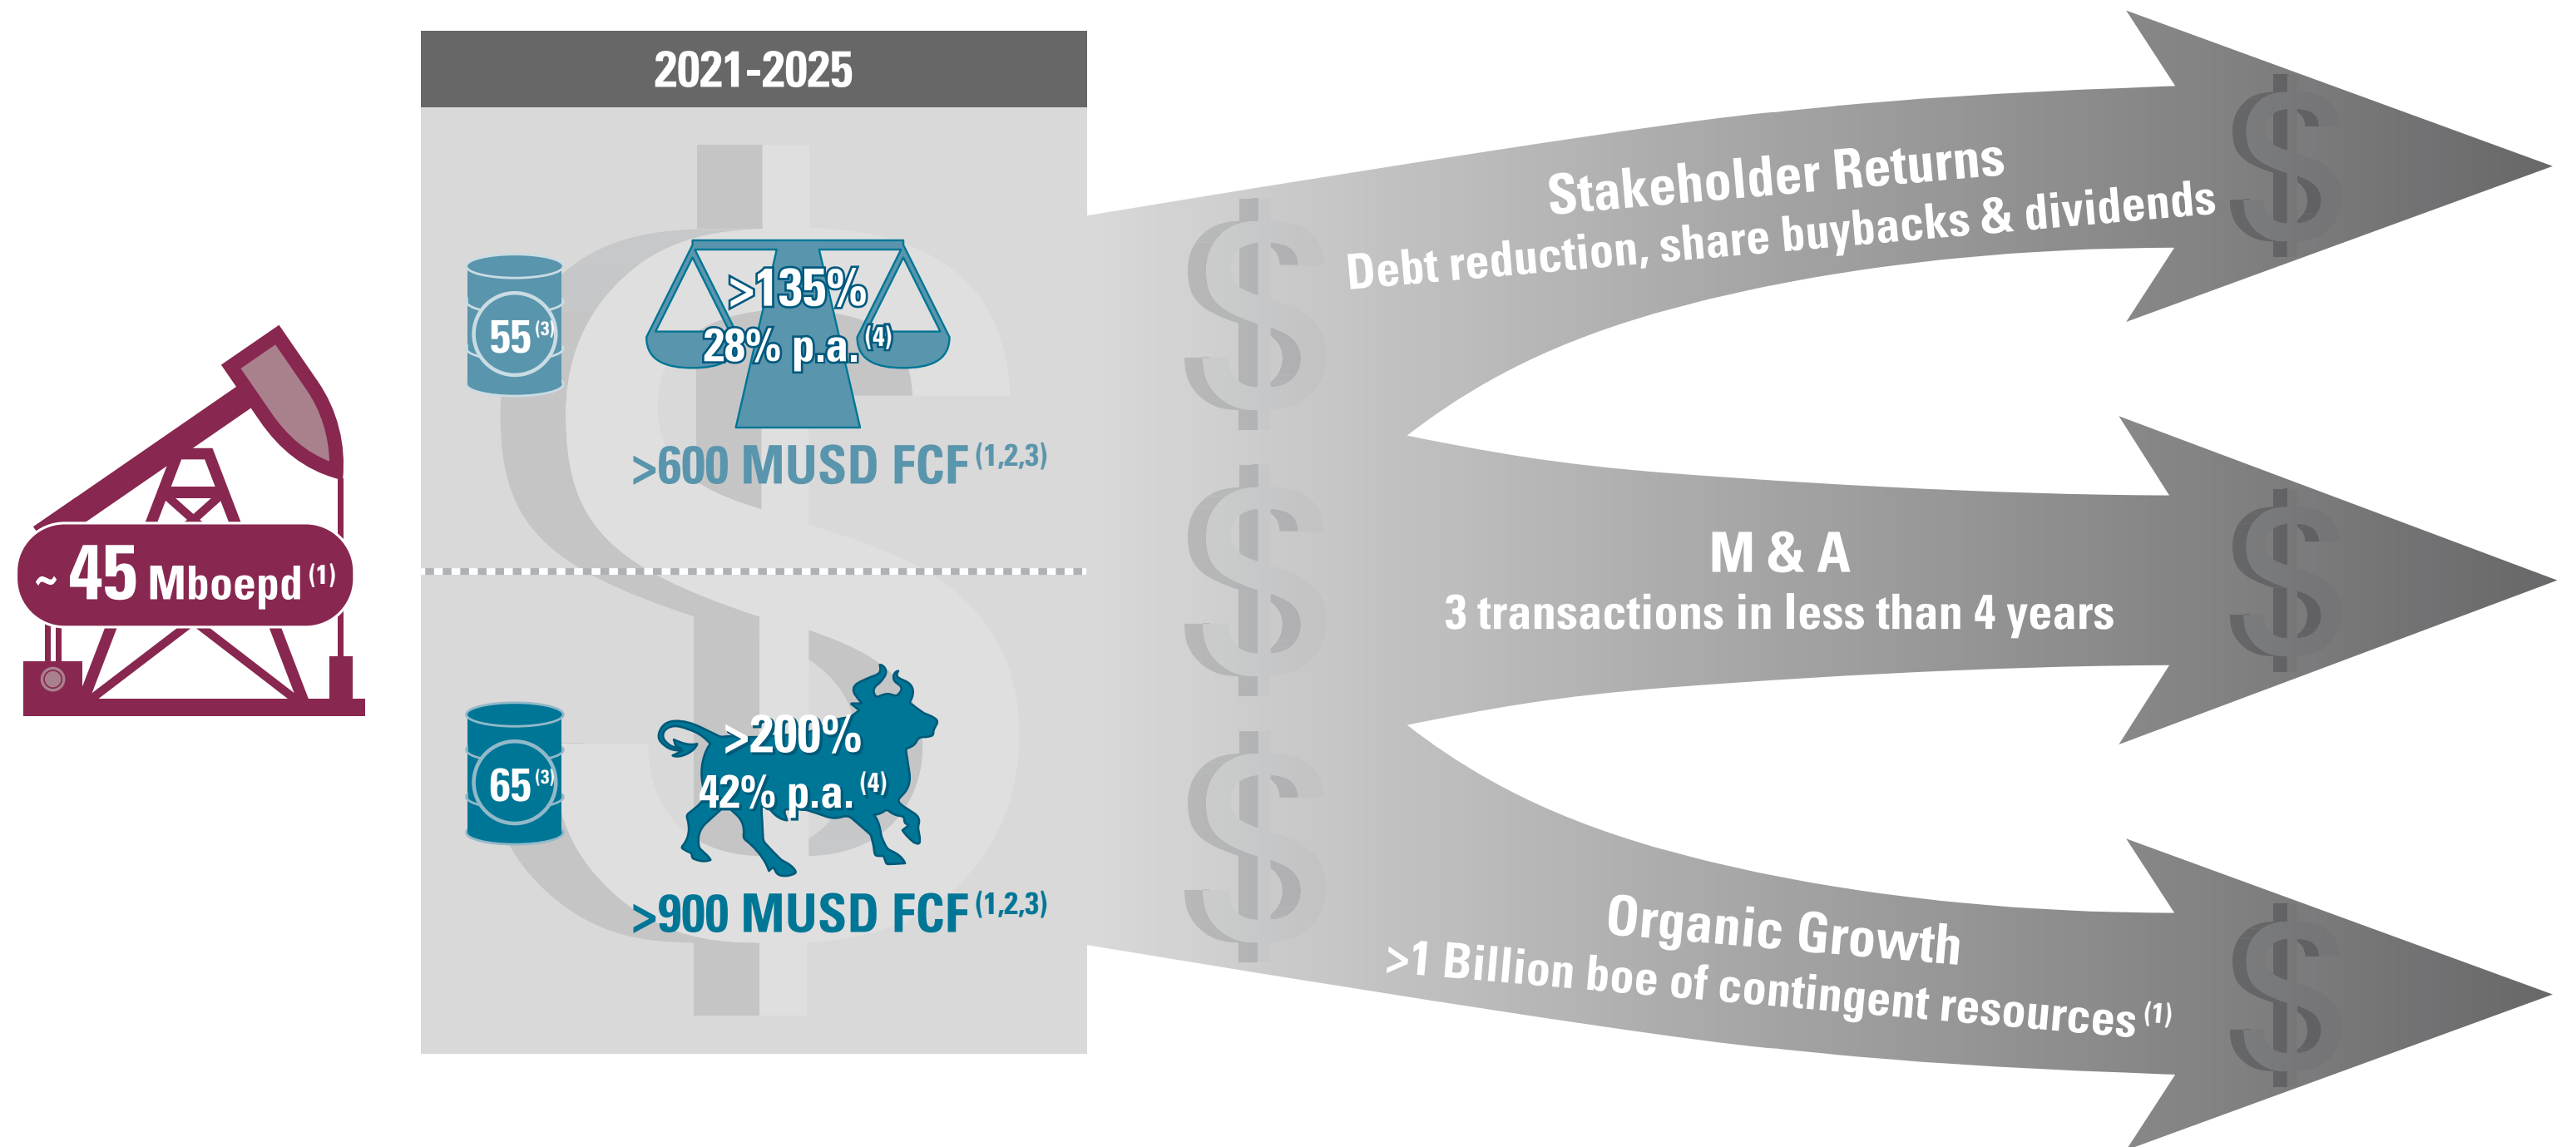 2021-2025
~ 45 Mboepd (1)
55 (3)
>135%
28% p.a. (4)
>600 MUSD FCF (1,2,3)
65 (3)
>200%
42% p.a. (4)
>900 MUSD FCF (1,2,3)
Stakeholder Returns
Debt reduction, share buybacks & dividends
M & A
3 transactions in less than 4 years
Organic Growth
>1 Billion boe of contingent resources (1)